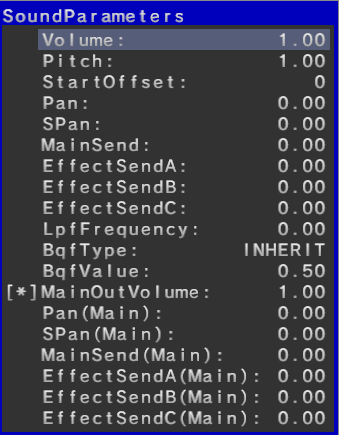 SoundParameters
Volume: 1.00
Pitch: 1.00
StartOffset: 0
Pan: 0.00
SPan: 0.00
MainSend: 0.00
EffectSendA: 0.00
EffectSendB: 0.00
EffectSendC: 0.00
LpfFrequency: 0.00
BqfType: INHERIT
BqfValue: 0.50
[*]MainOutVolume: 1.00
Pan(Main): 0.00
SPan(Main): 0.00
MainSend(Main): 0.00
EffectSendA(Main): 0.00
EffectSendB(Main): 0.00
EffectSendC(Main): 0.00